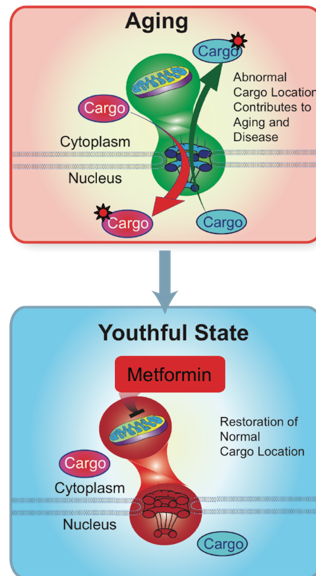 Aging
Cargo
Abnormal
Cargo Location
Contributes to
Aging and
Disease
Cargo
Cytoplasm
Nucleus
Cargo
Cargo
Youthful State
Metformin
Restoration of
Normal
Cargo Location
Cargo
Cytoplasm
Nucleus
Cargo